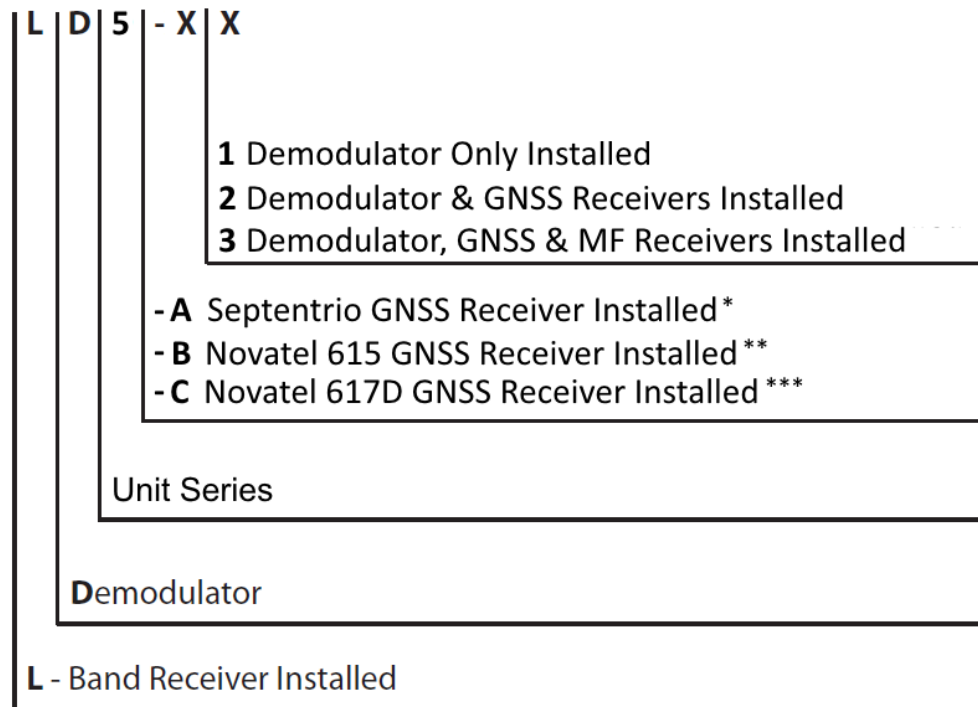 L D 5 - X X
1 Demodulator Only Installed
2 Demodulator & GNSS Receivers Installed
3 Demodulator, GNSS & MF Receivers Installed
- A Septentrio GNSS Receiver Installed*
- B Novatel 615 GNSS Receiver Installed**
- C Novatel 617D GNSS Receiver Installed***
Unit Series
Demodulator
L - Band Receiver Installed